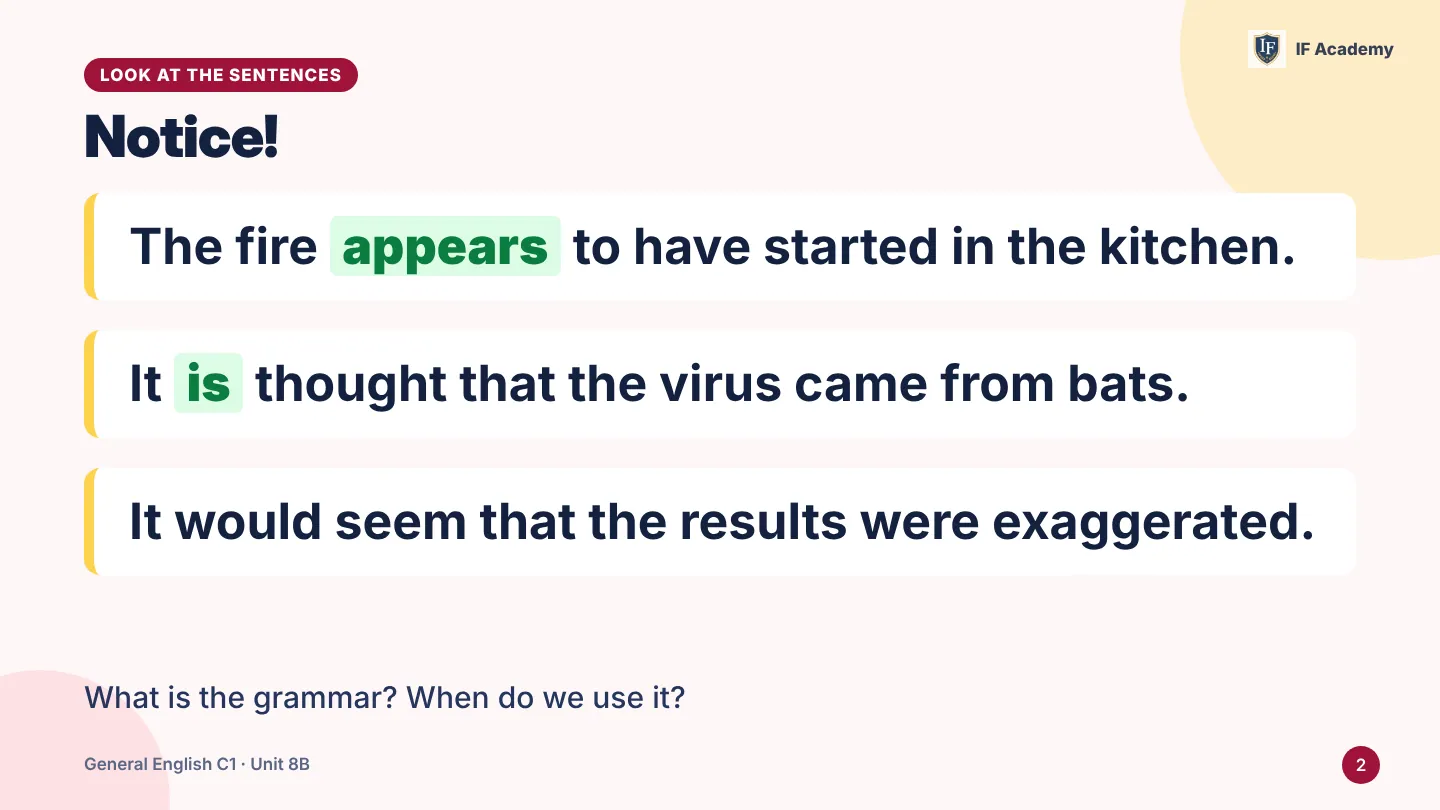 IF
IF Academy
LOOK AT THE SENTENCES
Notice!
The fire appears to have started in the kitchen.
It is thought that the virus came from bats.
It would seem that the results were exaggerated.
What is the grammar? When do we use it?
General English C1 · Unit 8B
2